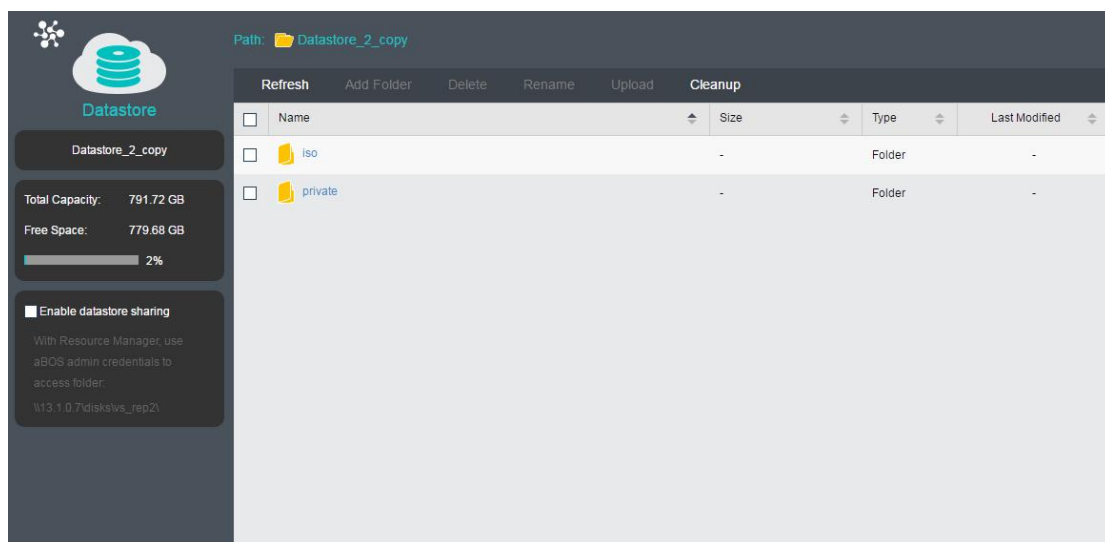 Datastore
Datastore_2_copy
Total Capacity: 791.72 GB
Free Space: 779.68 GB
2%
Enable datastore sharing
With Resource Manager, use
aBOS admin credentials to
access folder:
\\13.1.0.7\disks\vs_rep2\
Path: Datastore_2_copy
Refresh Add Folder Delete Rename Upload Cleanup
Name Size Type Last Modified
iso - Folder -
private - Folder -